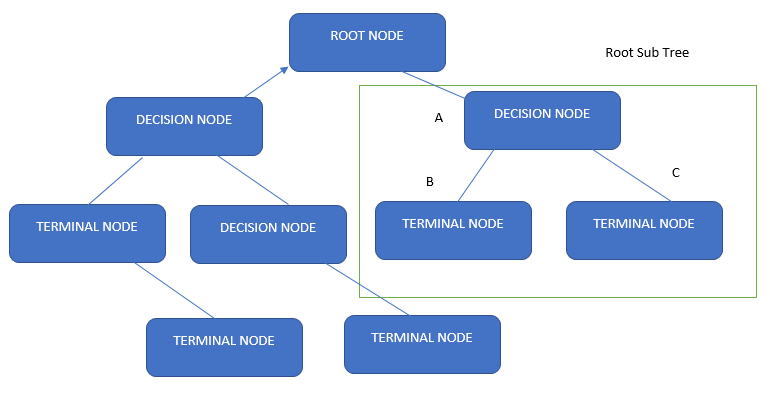 ROOT NODE
Root Sub Tree
DECISION NODE
A
DECISION NODE
B
C
TERMINAL NODE
DECISION NODE
TERMINAL NODE
TERMINAL NODE
TERMINAL NODE
TERMINAL NODE